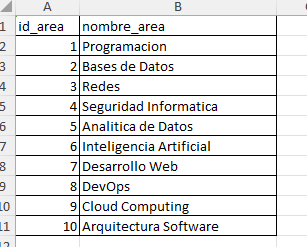 A B
1 id_area nombre_area
2 1 Programacion
3 2 Bases de Datos
4 3 Redes
5 4 Seguridad Informatica
6 5 Analitica de Datos
7 6 Inteligencia Artificial
8 7 Desarrollo Web
9 8 DevOps
10 9 Cloud Computing
11 10 Arquitectura Software